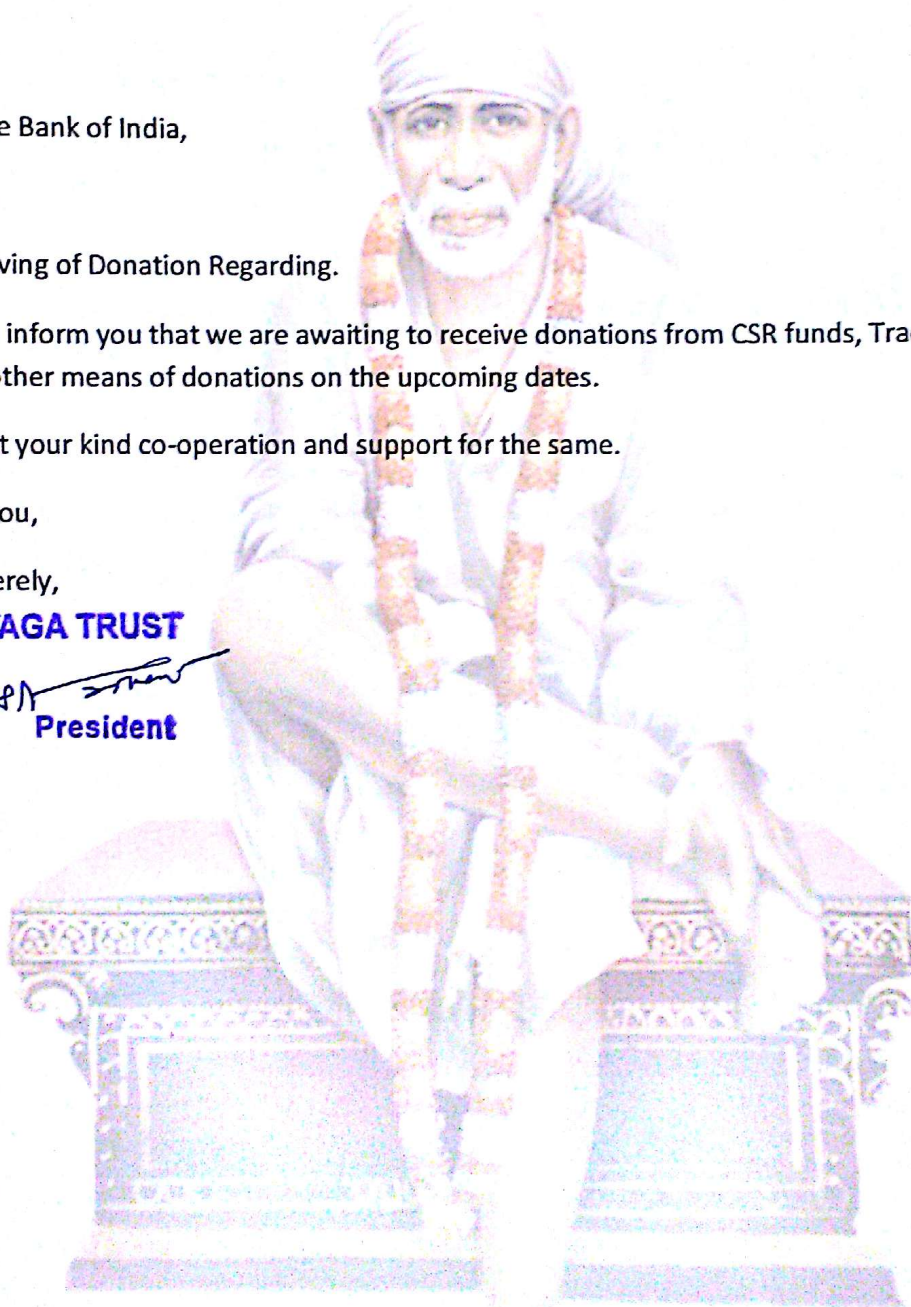 e Bank of India,
ving of Donation Regarding.
inform you that we are awaiting to receive donations from CSR funds, Tra
ther means of donations on the upcoming dates.
t your kind co-operation and support for the same.
ou,
erely,
AGA TRUST
President